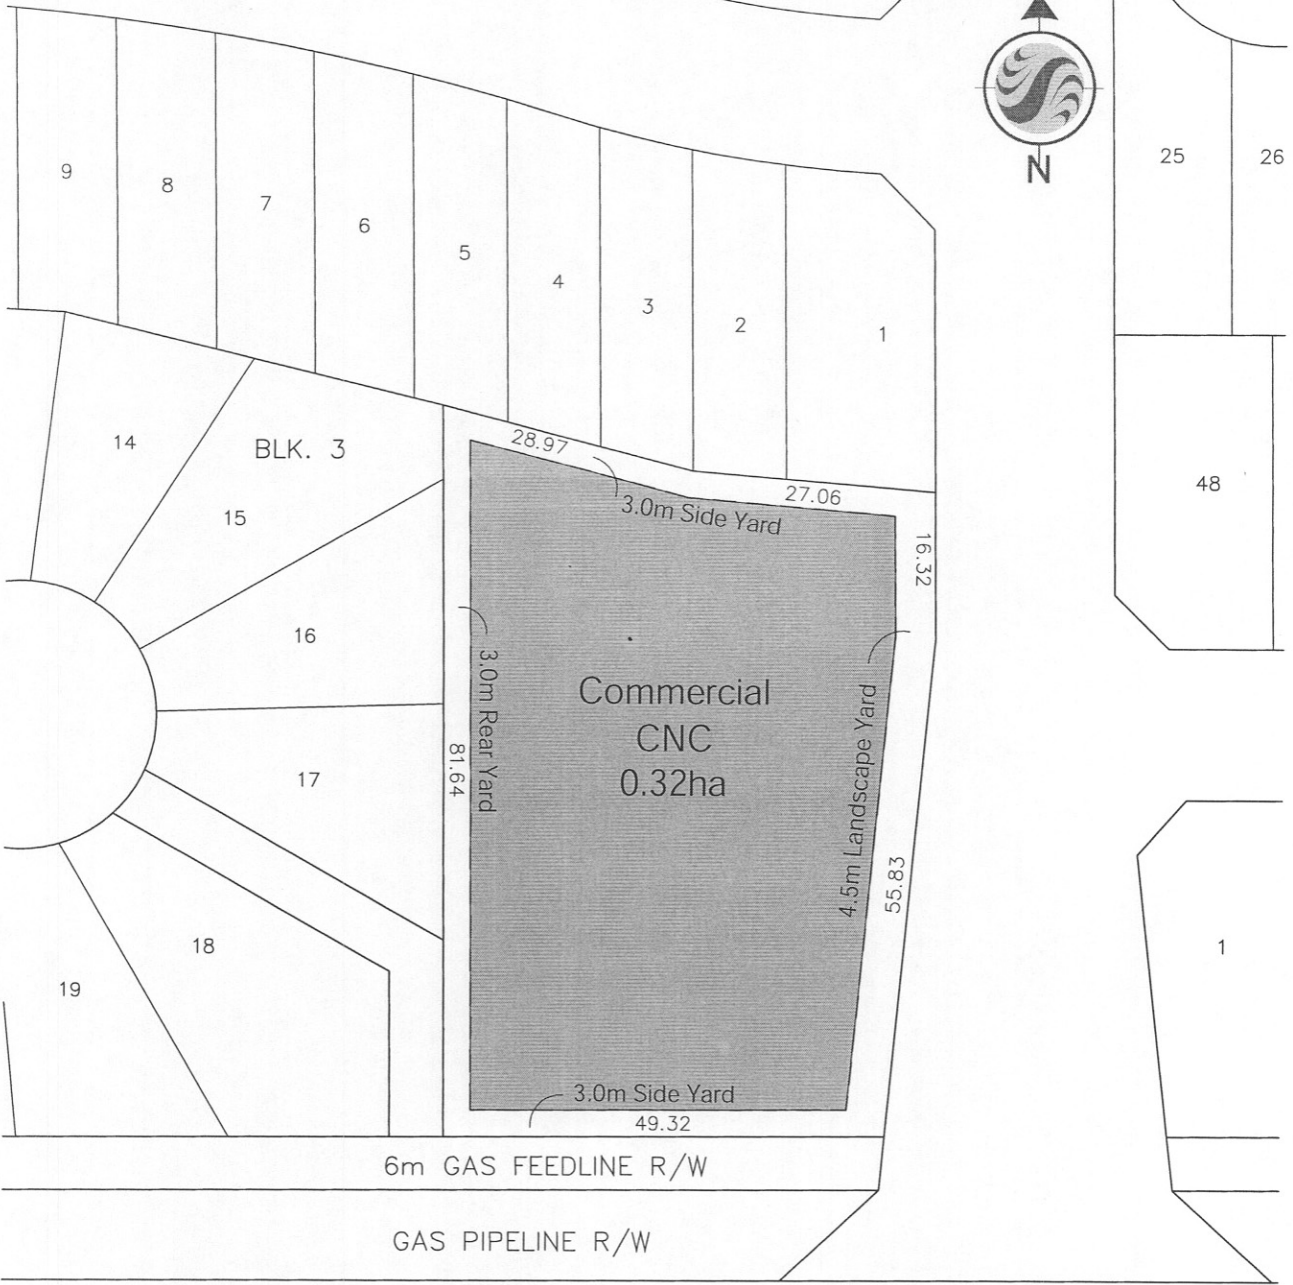 N
25
26
9
8
7
6
5
4
3
2
1
14
BLK. 3
15
28.97
3.0m Side Yard
27.06
16.32
48
16
3.0m Rear Yard
81.64
Commercial
CNC
0.32ha
4.5m Landscape Yard
55.83
17
18
19
1
3.0m Side Yard
49.32
6m GAS FEEDLINE R/W
GAS PIPELINE R/W